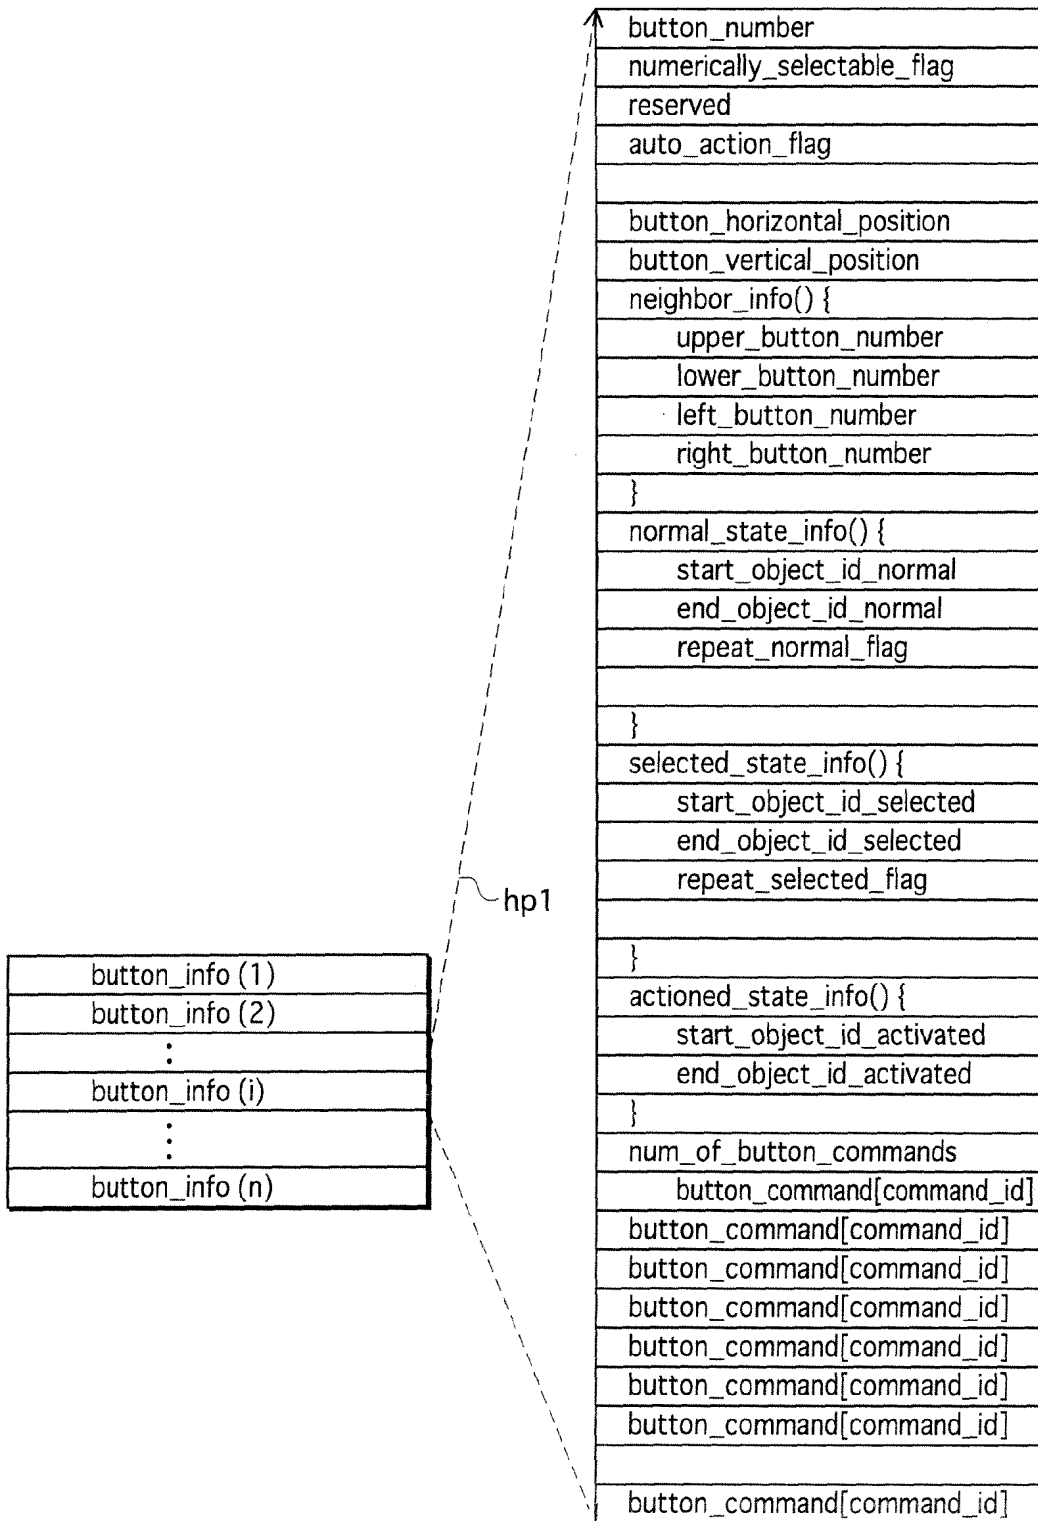 button_number
numerically_selectable_flag
reserved
auto_action_flag
button_horizontal_position
button_vertical_position
neighbor_info() {
upper_button_number
lower_button_number
left_button_number
right_button_number
}
normal_state_info() {
start_object_id_normal
end_object_id_normal
repeat_normal_flag
}
selected_state_info() {
start_object_id_selected
end_object_id_selected
repeat_selected_flag
}
actioned_state_info() {
start_object_id_activated
end_object_id_activated
}
num_of_button_commands
button_command[command_id]
button_command[command_id]
button_command[command_id]
button_command[command_id]
button_command[command_id]
button_command[command_id]
button_command[command_id]
button_command[command_id]
hp1
button_info (1)
button_info (2)
⋮
button_info (i)
⋮
button_info (n)